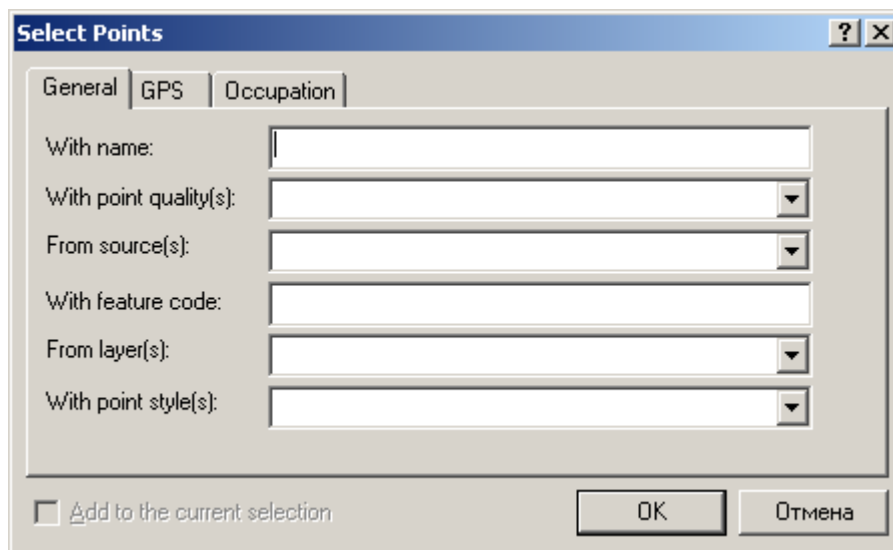 Select Points
General GPS Occupation
With name:
With point quality(s):
From source(s):
With feature code:
From layer(s):
With point style(s):
Add to the current selection OK Отмена